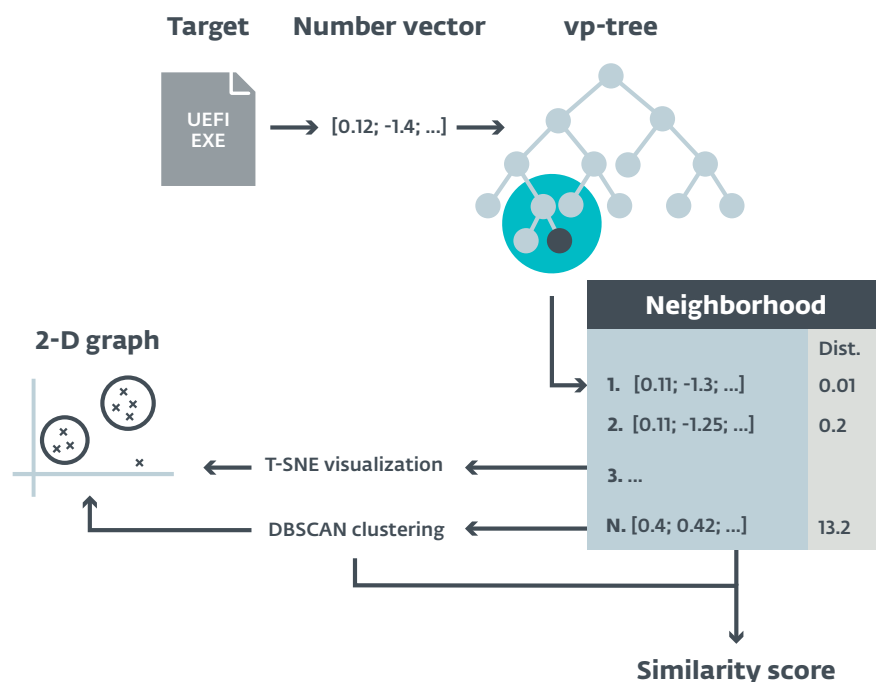 Target
Number vector
vp-tree
UEFI
EXE
[0.12; -1.4; ...]
Neighborhood
Dist.
1. [0.11; -1.3; ...]
0.01
2. [0.11; -1.25; ...]
0.2
3. ...
N. [0.4; 0.42; ...]
13.2
2-D graph
T-SNE visualization
DBSCAN clustering
Similarity score